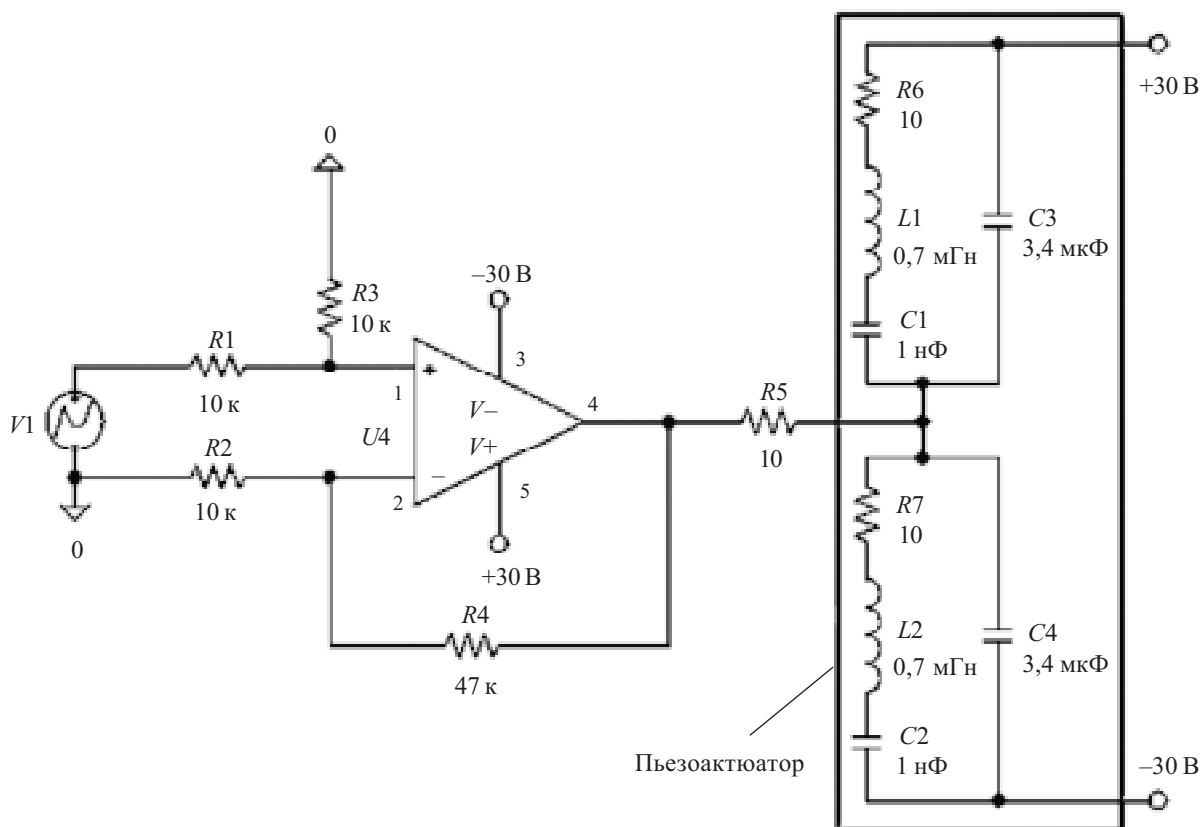 0
R3
10 к
–30 В
3
R1
10 к
+
1
V–
4
V1
U4
V+
R2
10 к
–
2
5
0
+30 В
R4
47 к
R5
10
R6
10
L1
0,7 мГн
C1
1 нФ
C3
3,4 мкФ
+30 В
R7
10
L2
0,7 мГн
C2
1 нФ
C4
3,4 мкФ
–30 В
Пьезоактюатор